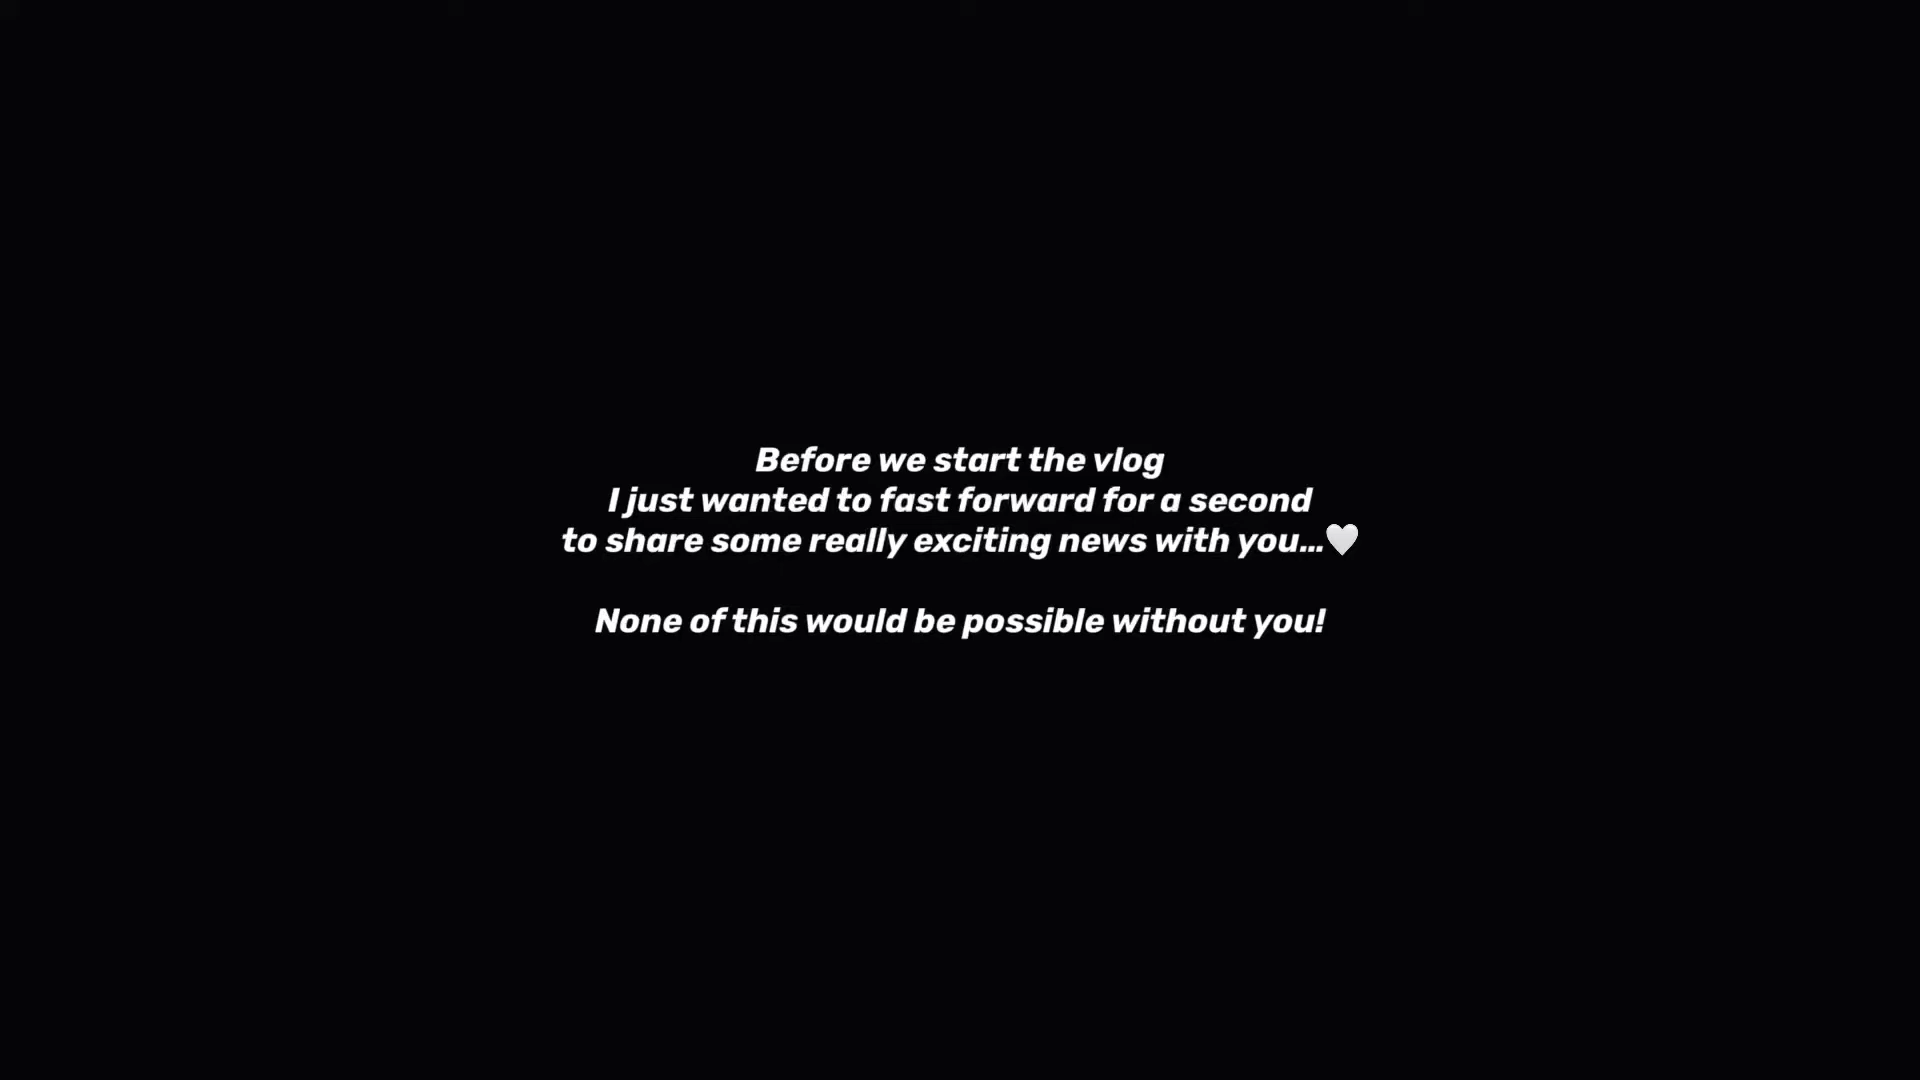 Before we start the vlog
I just wanted to fast forward for a second
to share some really exciting news with you...🤍
None of this would be possible without you!